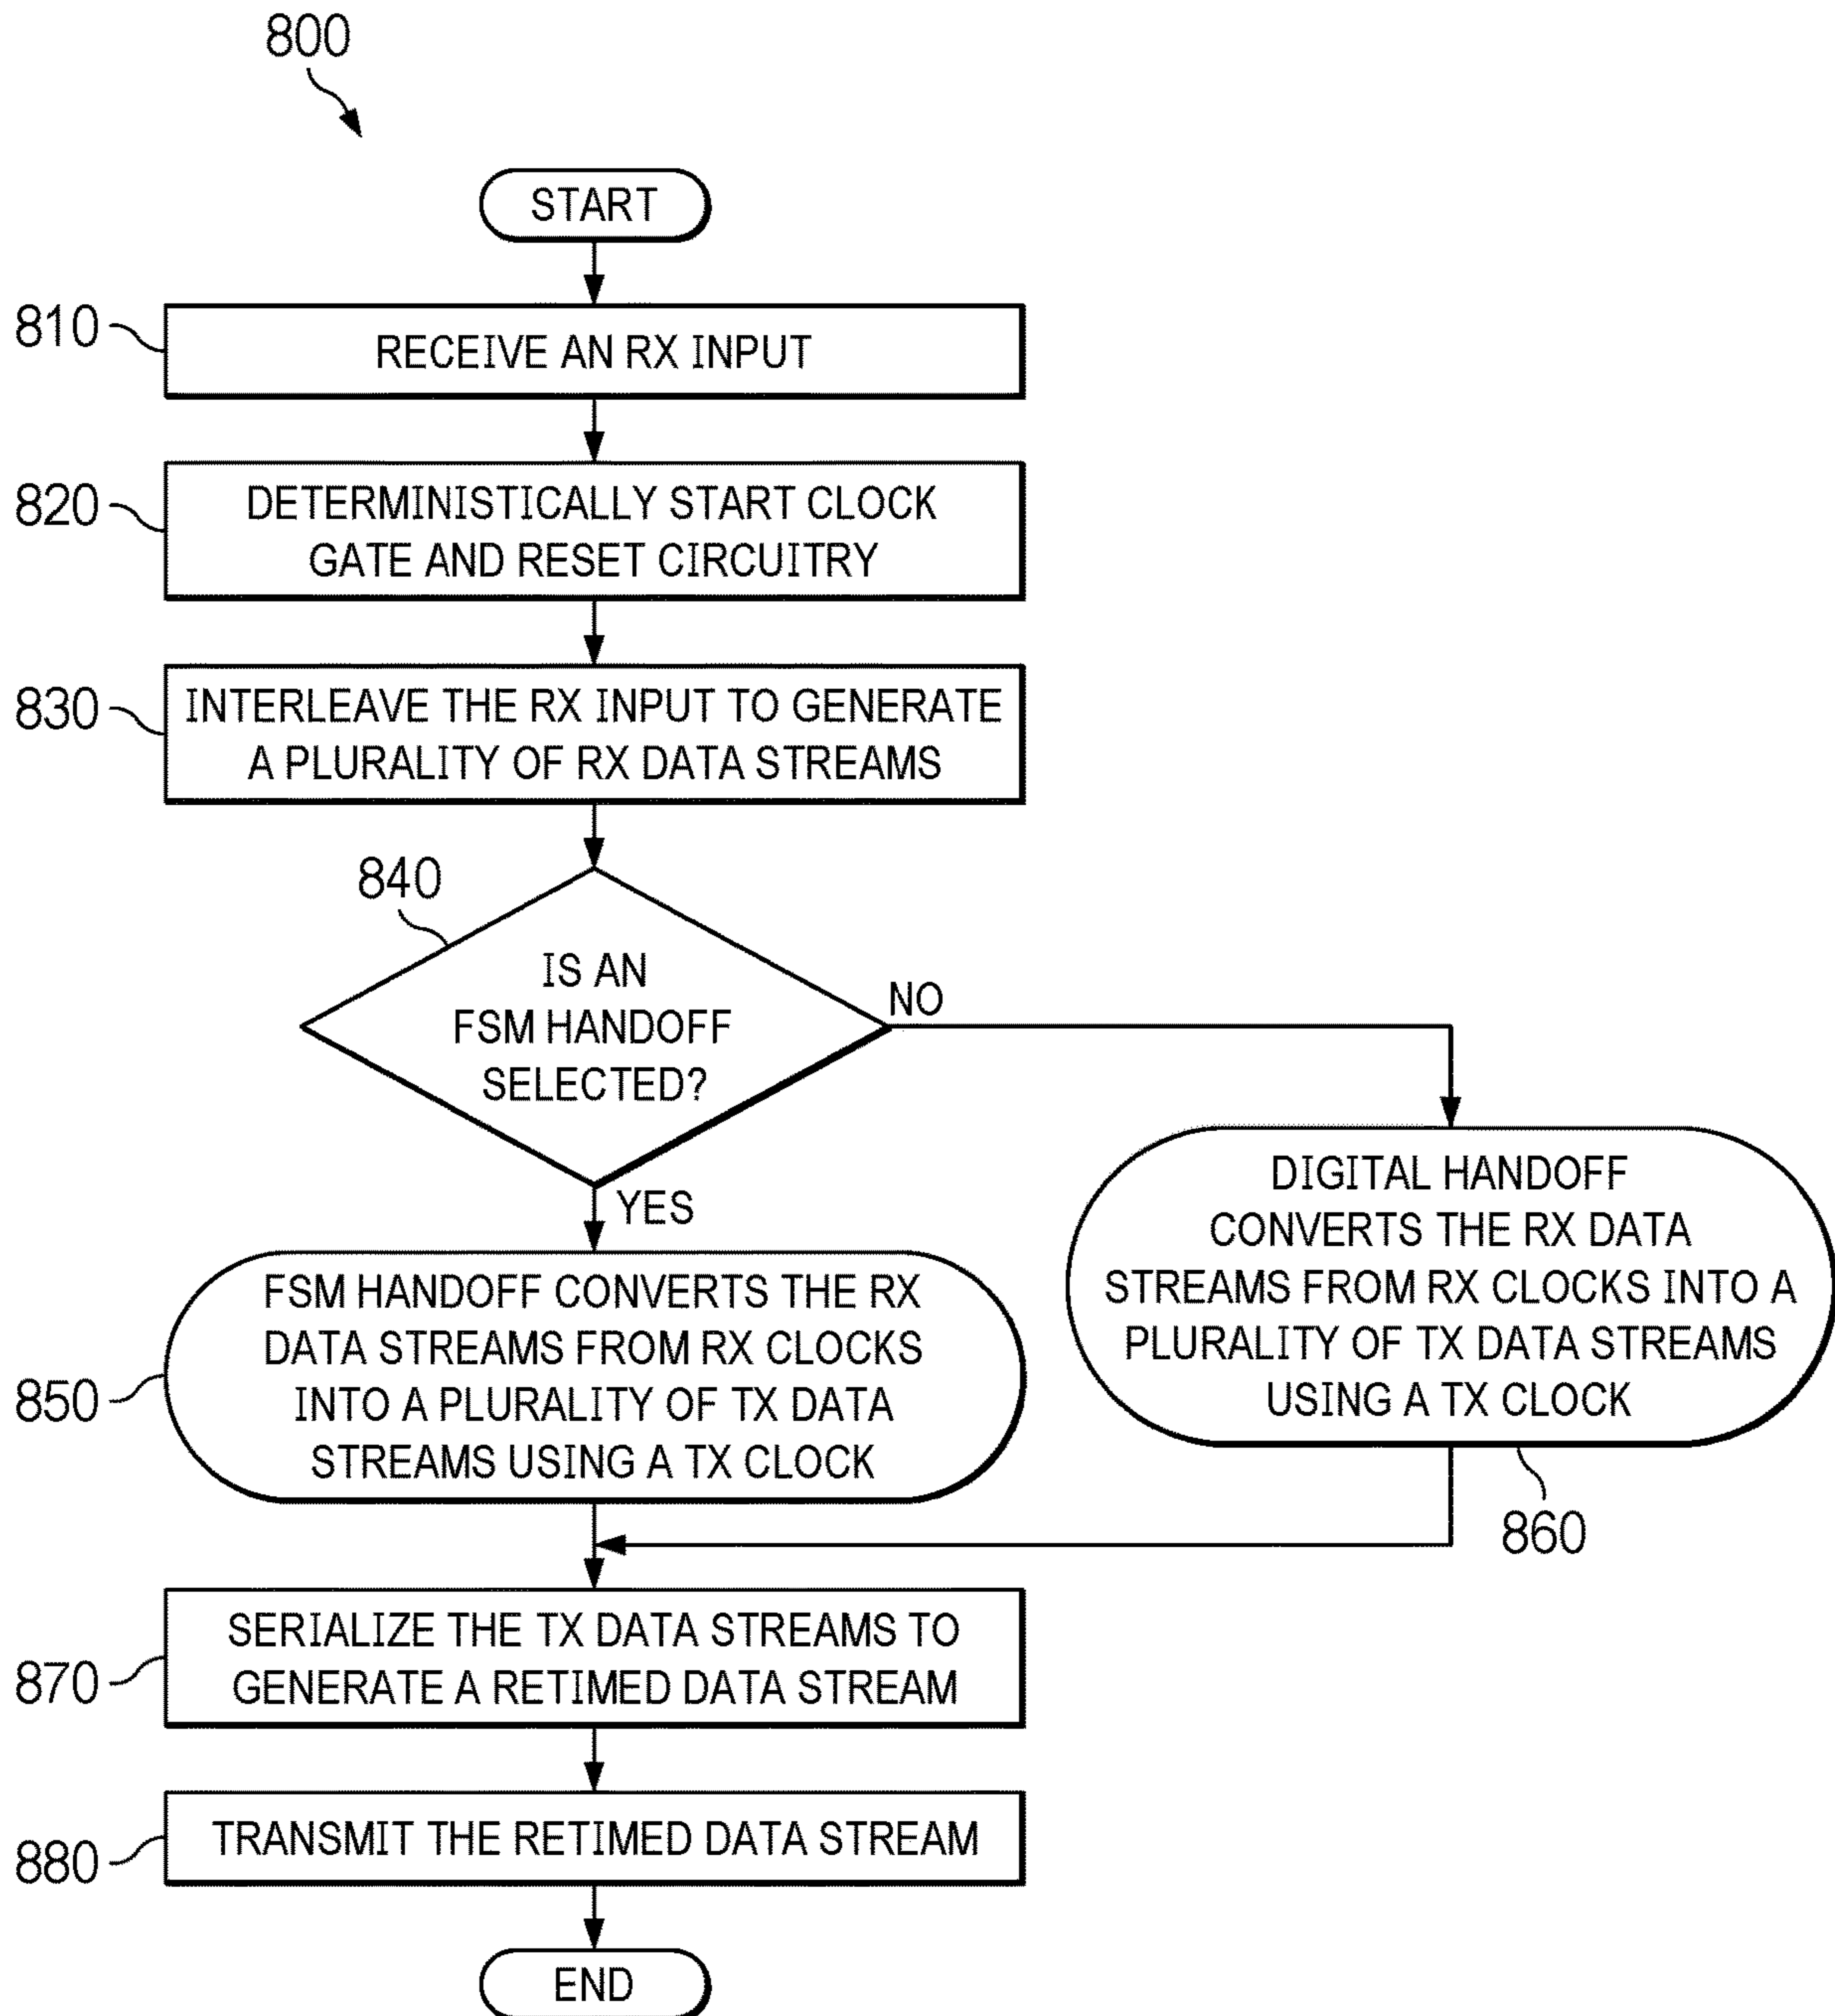 800
START
810
RECEIVE AN RX INPUT
820
DETERMINISTICALLY START CLOCK
GATE AND RESET CIRCUITRY
830
INTERLEAVE THE RX INPUT TO GENERATE
A PLURALITY OF RX DATA STREAMS
840
IS AN
FSM HANDOFF
SELECTED?
NO
YES
850
FSM HANDOFF CONVERTS THE RX
DATA STREAMS FROM RX CLOCKS
INTO A PLURALITY OF TX DATA
STREAMS USING A TX CLOCK
DIGITAL HANDOFF
CONVERTS THE RX DATA
STREAMS FROM RX CLOCKS INTO A
PLURALITY OF TX DATA STREAMS
USING A TX CLOCK
860
870
SERIALIZE THE TX DATA STREAMS TO
GENERATE A RETIMED DATA STREAM
880
TRANSMIT THE RETIMED DATA STREAM
END